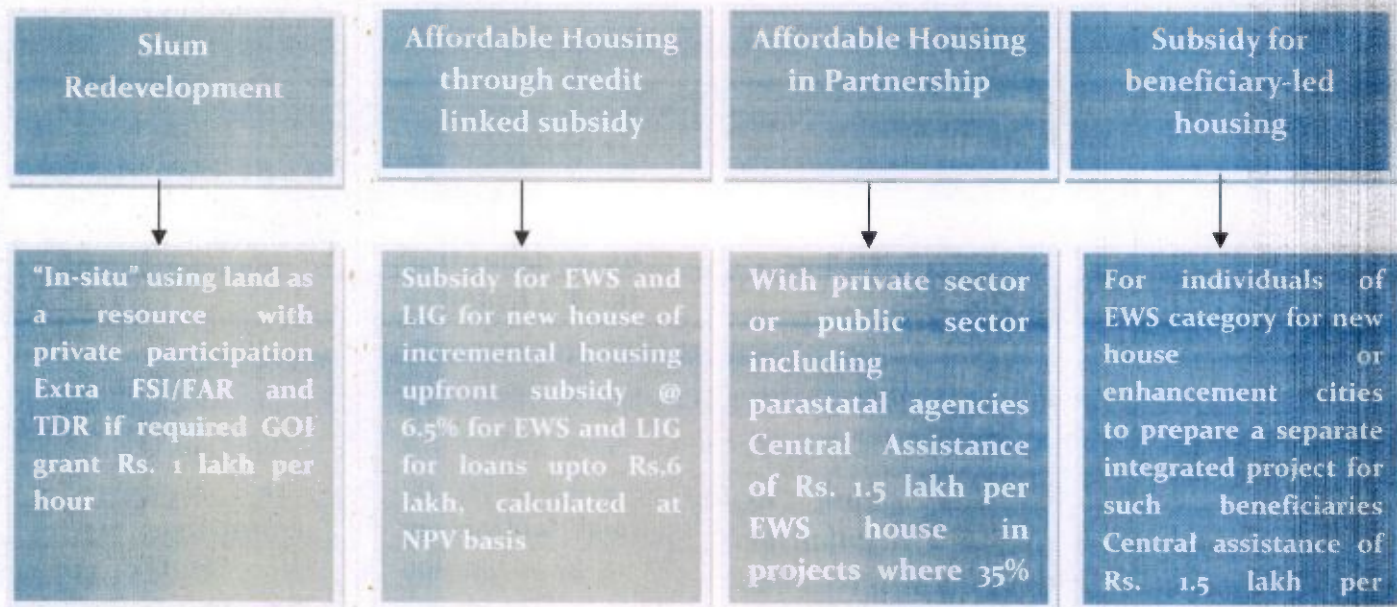 Slum
Redevelopment
Affordable Housing
through credit
linked subsidy
Affordable Housing
in Partnership
Subsidy for
beneficiary-led
housing
"In-situ" using land as
a resource with
private participation
Extra FSI/FAR and
TDR if required GOI
grant Rs. 1 lakh per
hour
Subsidy for EWS and
LIG for new house of
incremental housing
upfront subsidy @
6.5% for EWS and LIG
for loans upto Rs.6
lakh, calculated at
NPV basis
With private sector
or public sector
including
parastatal agencies
Central Assistance
of Rs. 1.5 lakh per
EWS house in
projects where 35%
For individuals of
EWS category for new
house or
enhancement cities
to prepare a separate
integrated project for
such beneficiaries
Central assistance of
Rs. 1.5 lakh per